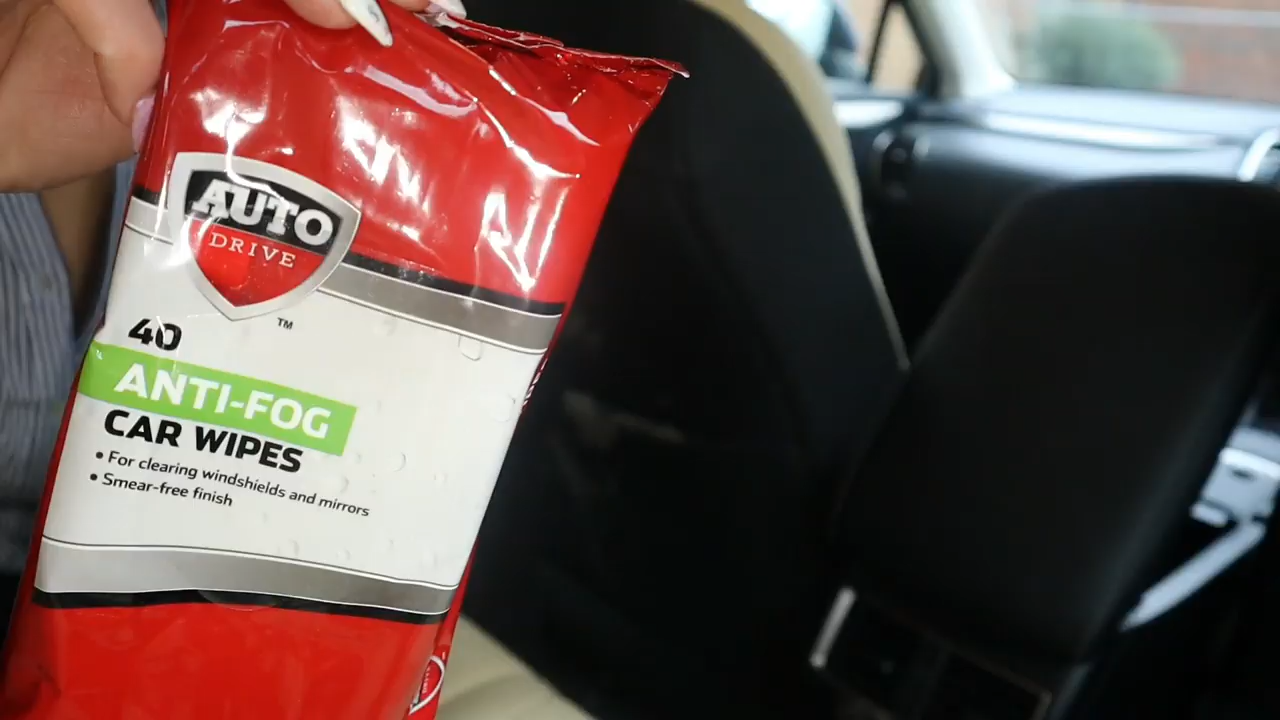 AUTO
DRIVE
TM
40
ANTI-FOG
CAR WIPES
• For clearing windshields and mirrors
• Smear-free finish